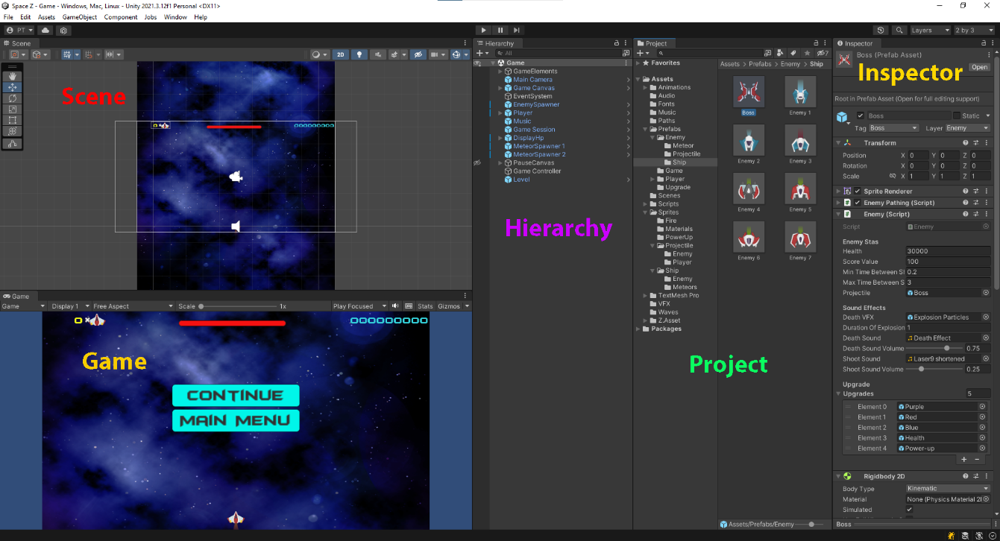 Space Z - Game - Windows, Mac, Linux - Unity 2021.3.12f1 Personal <DX11>
File Edit Assets GameObject Component Jobs Window Help
PT
Layers 2 by 3
Scene
2D
Scene
Game
Game Display 1 Free Aspect Scale 1x Play Focused Stats Gizmos
CONTINUE
MAIN MENU
Game
Hierarchy
All
Game
GameElements
Main Camera
Game Canvas
EventSystem
EnemySpawner
Player
Music
Game Session
DisplayHp
MeteorSpawner 1
MeteorSpawner 2
PauseCanvas
Game Controller
Level
Hierarchy
Project
7
Favorites
Assets
Animations
Audio
Fonts
Music
Paths
Prefabs
Enemy
Meteor
Projectile
Ship
Game
Player
Upgrade
Scenes
Scripts
Sprites
Fire
Materials
PowerUp
Projectile
Enemy
Player
Ship
Enemy
Meteors
TextMesh Pro
VFX
Waves
Z.Asset
Packages
Assets > Prefabs > Enemy > Ship
Boss Enemy 1
Enemy 2 Enemy 3
Enemy 4 Enemy 5
Enemy 6 Enemy 7
Project
Assets/Prefabs/Enemy
Inspector
Boss (Prefab Asset)
Open
Inspector
Root in Prefab Asset (Open for full editing support)
Boss Static
Tag Boss Layer Enemy
Transform
Position X 0 Y 0 Z 0
Rotation X 0 Y 0 Z 0
Scale X 1 Y 1 Z 1
Sprite Renderer
Enemy Pathing (Script)
Enemy (Script)
Script Enemy
Enemy Stas
Health 30000
Score Value 100
Min Time Between S 0.2
Max Time Between S 3
Projectile Boss
Sound Effects
Death VFX Explosion Particles
Duration Of Explosion 1
Death Sound Death Effect
Death Sound Volume 0.75
Shoot Sound Laser9 shortened
Shoot Sound Volume 0.25
Upgrade
Upgrades 5
Element 0 Purple
Element 1 Red
Element 2 Blue
Element 3 Health
Element 4 Power-up
Rigidbody 2D
Body Type Kinematic
Material None (Physics Material 2
Simulated
Boss